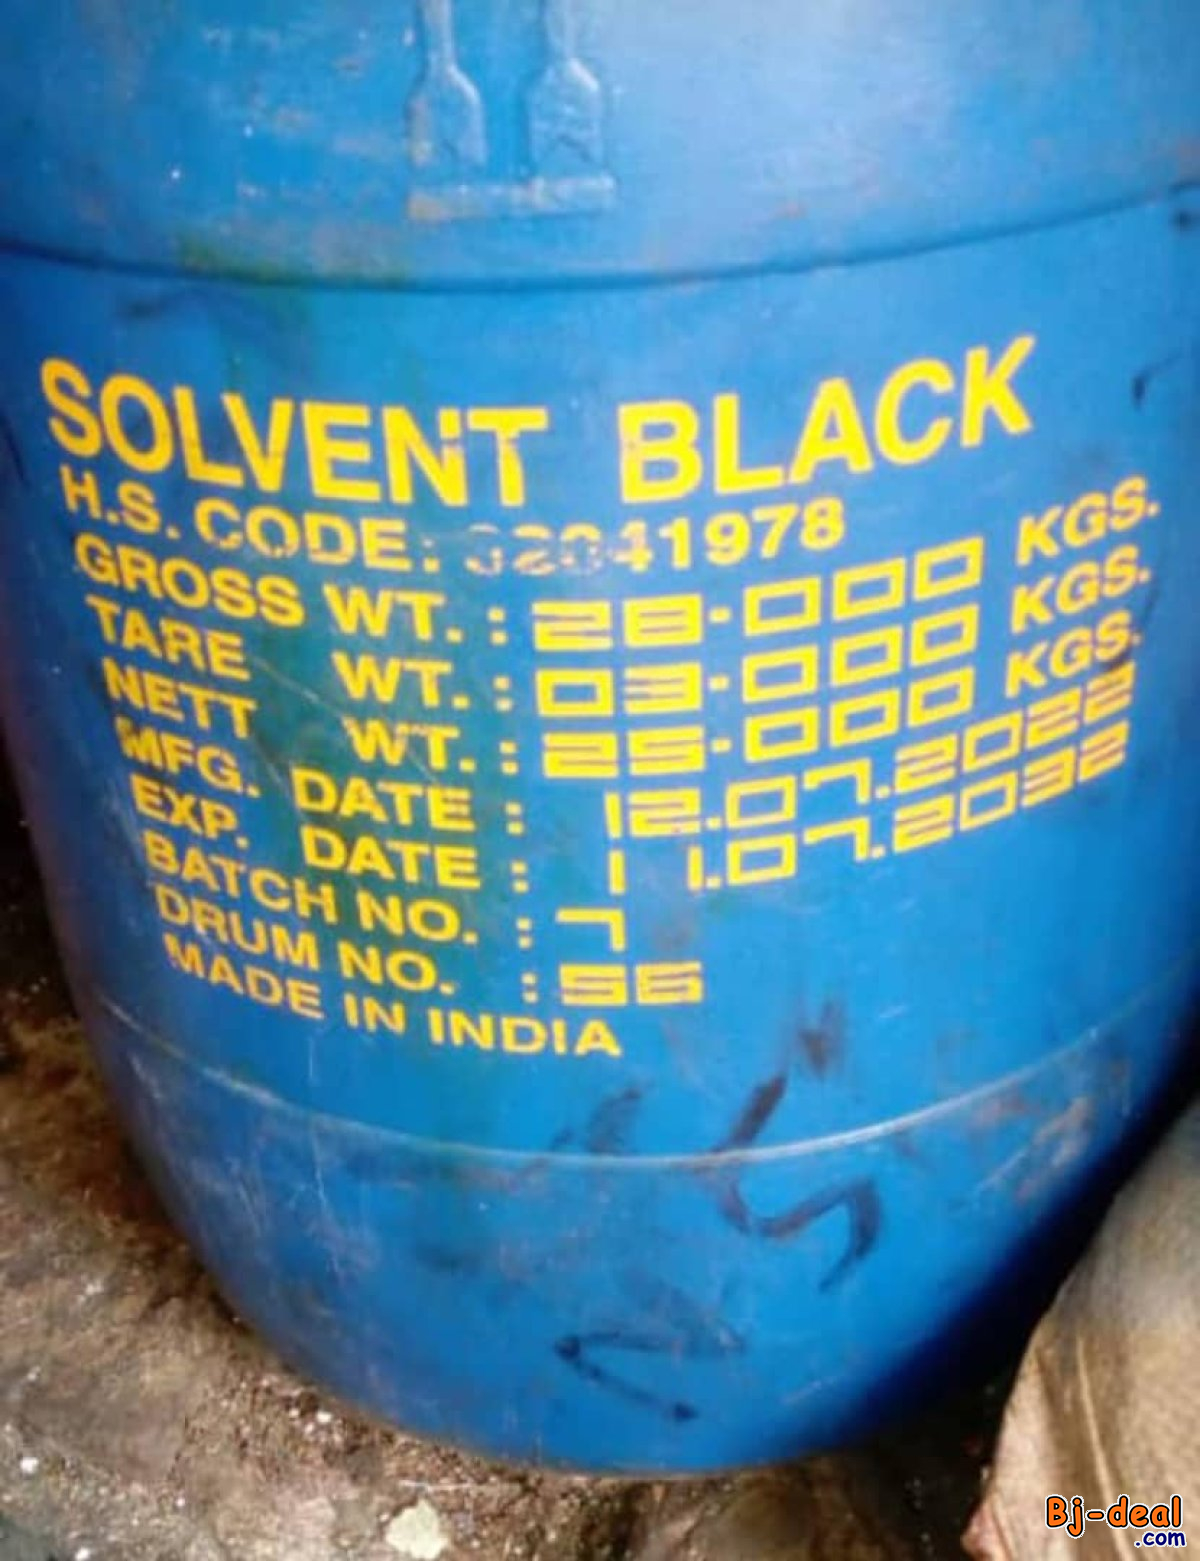 SOLVENT BLACK
H.S. CODE: 32041978
GROSS WT. : 28.000 KGS.
TARE WT. : 03.000 KGS.
NETT WT. : 25.000 KGS.
MFG. DATE : 12.07.2022
EXP. DATE : 11.07.2032
BATCH NO. : 7
DRUM NO. : 56
MADE IN INDIA
Bj-deal
.com